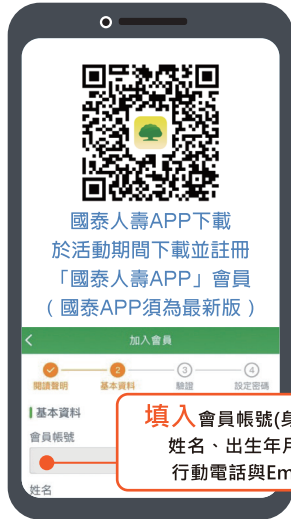 國泰人壽APP下載
於活動期間下載並註冊
「國泰人壽APP」會員
（國泰APP須為最新版）
加入會員
2 3 4
閱讀聲明 基本資料 驗證 設定密碼
基本資料
會員帳號
填入會員帳號(身
姓名、出生年月
行動電話與Em
姓名